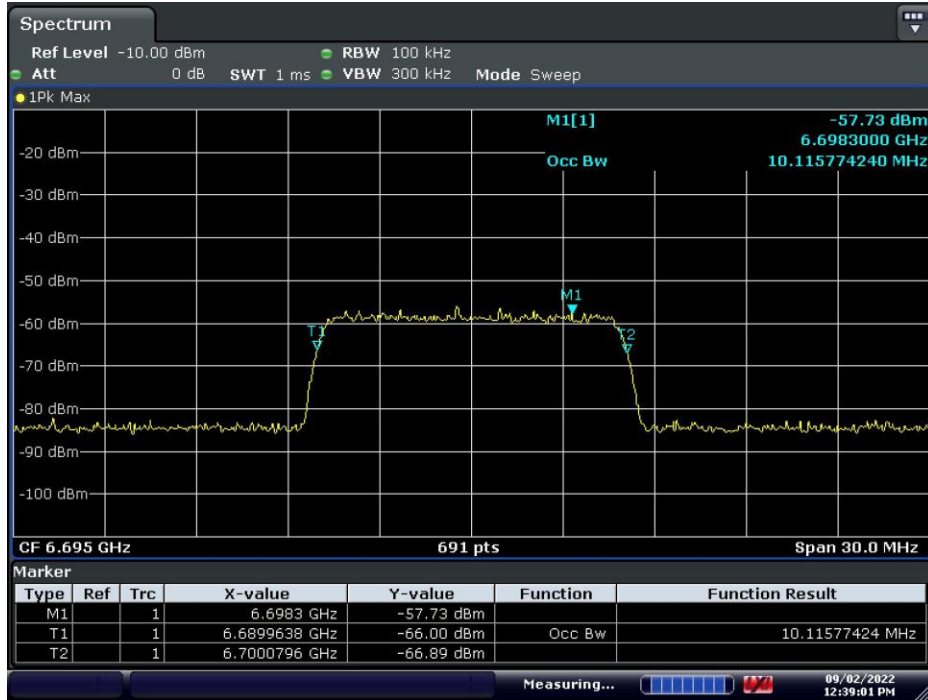 Spectrum
Ref Level -10.00 dBm RBW 100 kHz
Att 0 dB SWT 1 ms VBW 300 kHz Mode Sweep
1Pk Max
M1[1] -57.73 dBm
6.6983000 GHz
Occ Bw 10.115774240 MHz
-20 dBm
-30 dBm
-40 dBm
-50 dBm
M1
-60 dBm
T1 T2
-70 dBm
-80 dBm
-90 dBm
-100 dBm
CF 6.695 GHz 691 pts Span 30.0 MHz
Marker
Type Ref Trc X-value Y-value Function Function Result
M1 1 6.6983 GHz -57.73 dBm
T1 1 6.6899638 GHz -66.00 dBm Occ Bw 10.11577424 MHz
T2 1 6.7000796 GHz -66.89 dBm
Measuring... 09/02/2022
12:39:01 PM